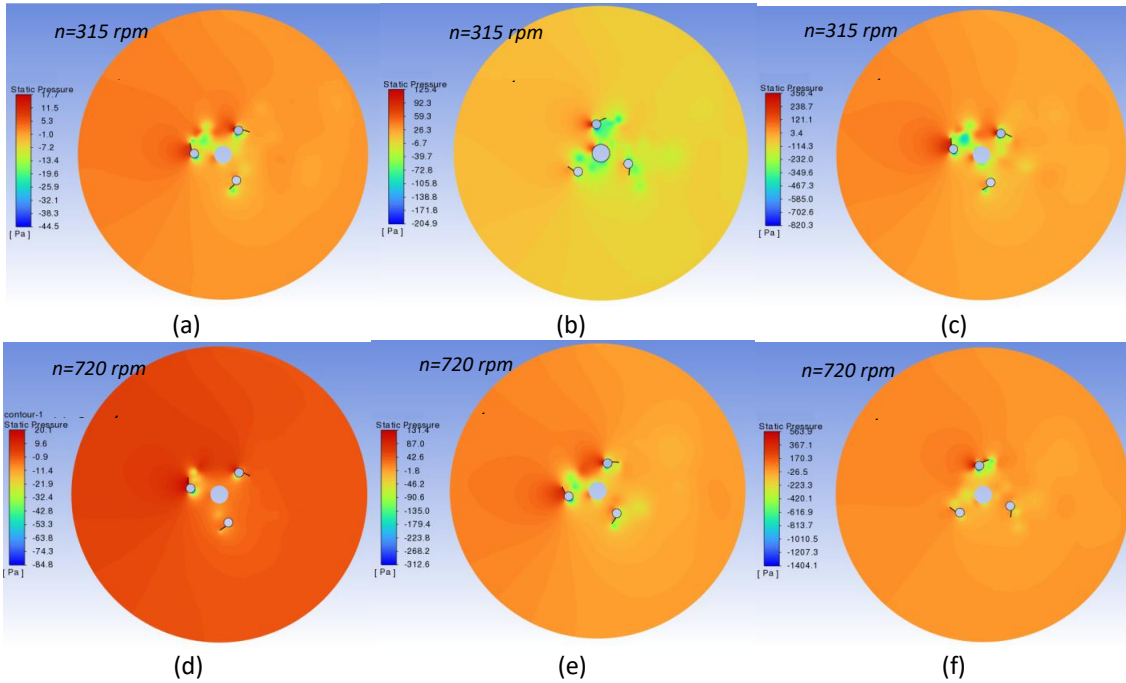 n=315 rpm
Static Pressure
17.7
11.5
5.3
-1.0
-7.2
-13.4
-19.6
-25.9
-32.1
-38.3
-44.5
[ Pa ]
(a)
n=315 rpm
Static Pressure
125.4
92.3
59.3
26.3
-6.7
-39.7
-72.8
-105.8
-138.8
-171.8
-204.9
[ Pa ]
(b)
n=315 rpm
Static Pressure
356.4
238.7
121.1
3.4
-114.3
-232.0
-349.6
-467.3
-585.0
-702.6
-820.3
[ Pa ]
(c)
n=720 rpm
contour-1
Static Pressure
20.1
9.6
-0.9
-11.4
-21.9
-32.4
-42.8
-53.3
-63.8
-74.3
-84.8
[ Pa ]
(d)
n=720 rpm
Static Pressure
131.4
87.0
42.6
-1.8
-46.2
-90.6
-135.0
-179.4
-223.8
-268.2
-312.6
[ Pa ]
(e)
n=720 rpm
Static Pressure
563.9
367.1
170.3
-26.5
-223.3
-420.1
-616.9
-813.7
-1010.5
-1207.3
-1404.1
[ Pa ]
(f)